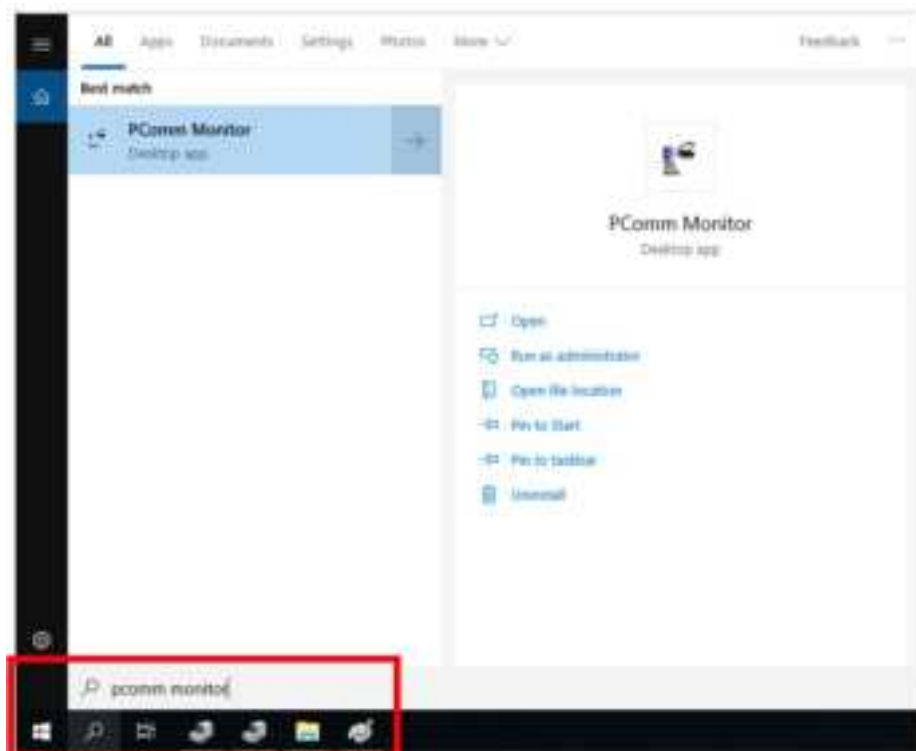 All Apps Documents Settings Photos More Feedback ...
Best match
PComm Monitor
Desktop app
PComm Monitor
Desktop app
Open
Run as administrator
Open file location
Pin to Start
Pin to taskbar
Uninstall
pcomm monitor